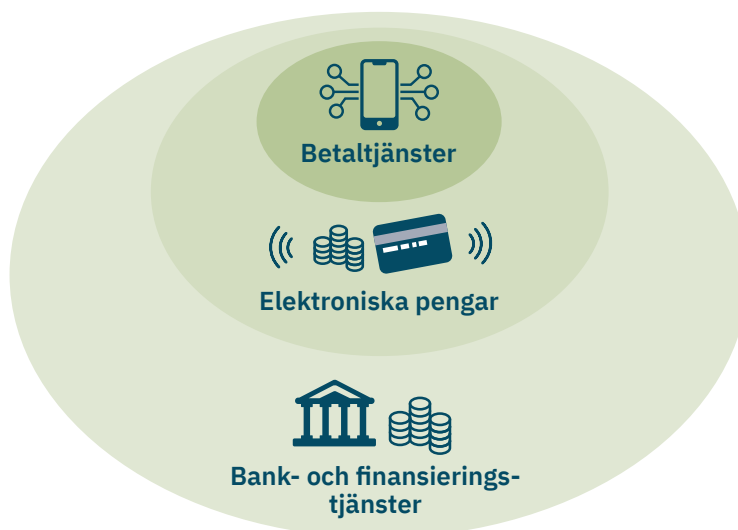 Betaltjänster
Elektroniska pengar
Bank- och finansierings-
tjänster